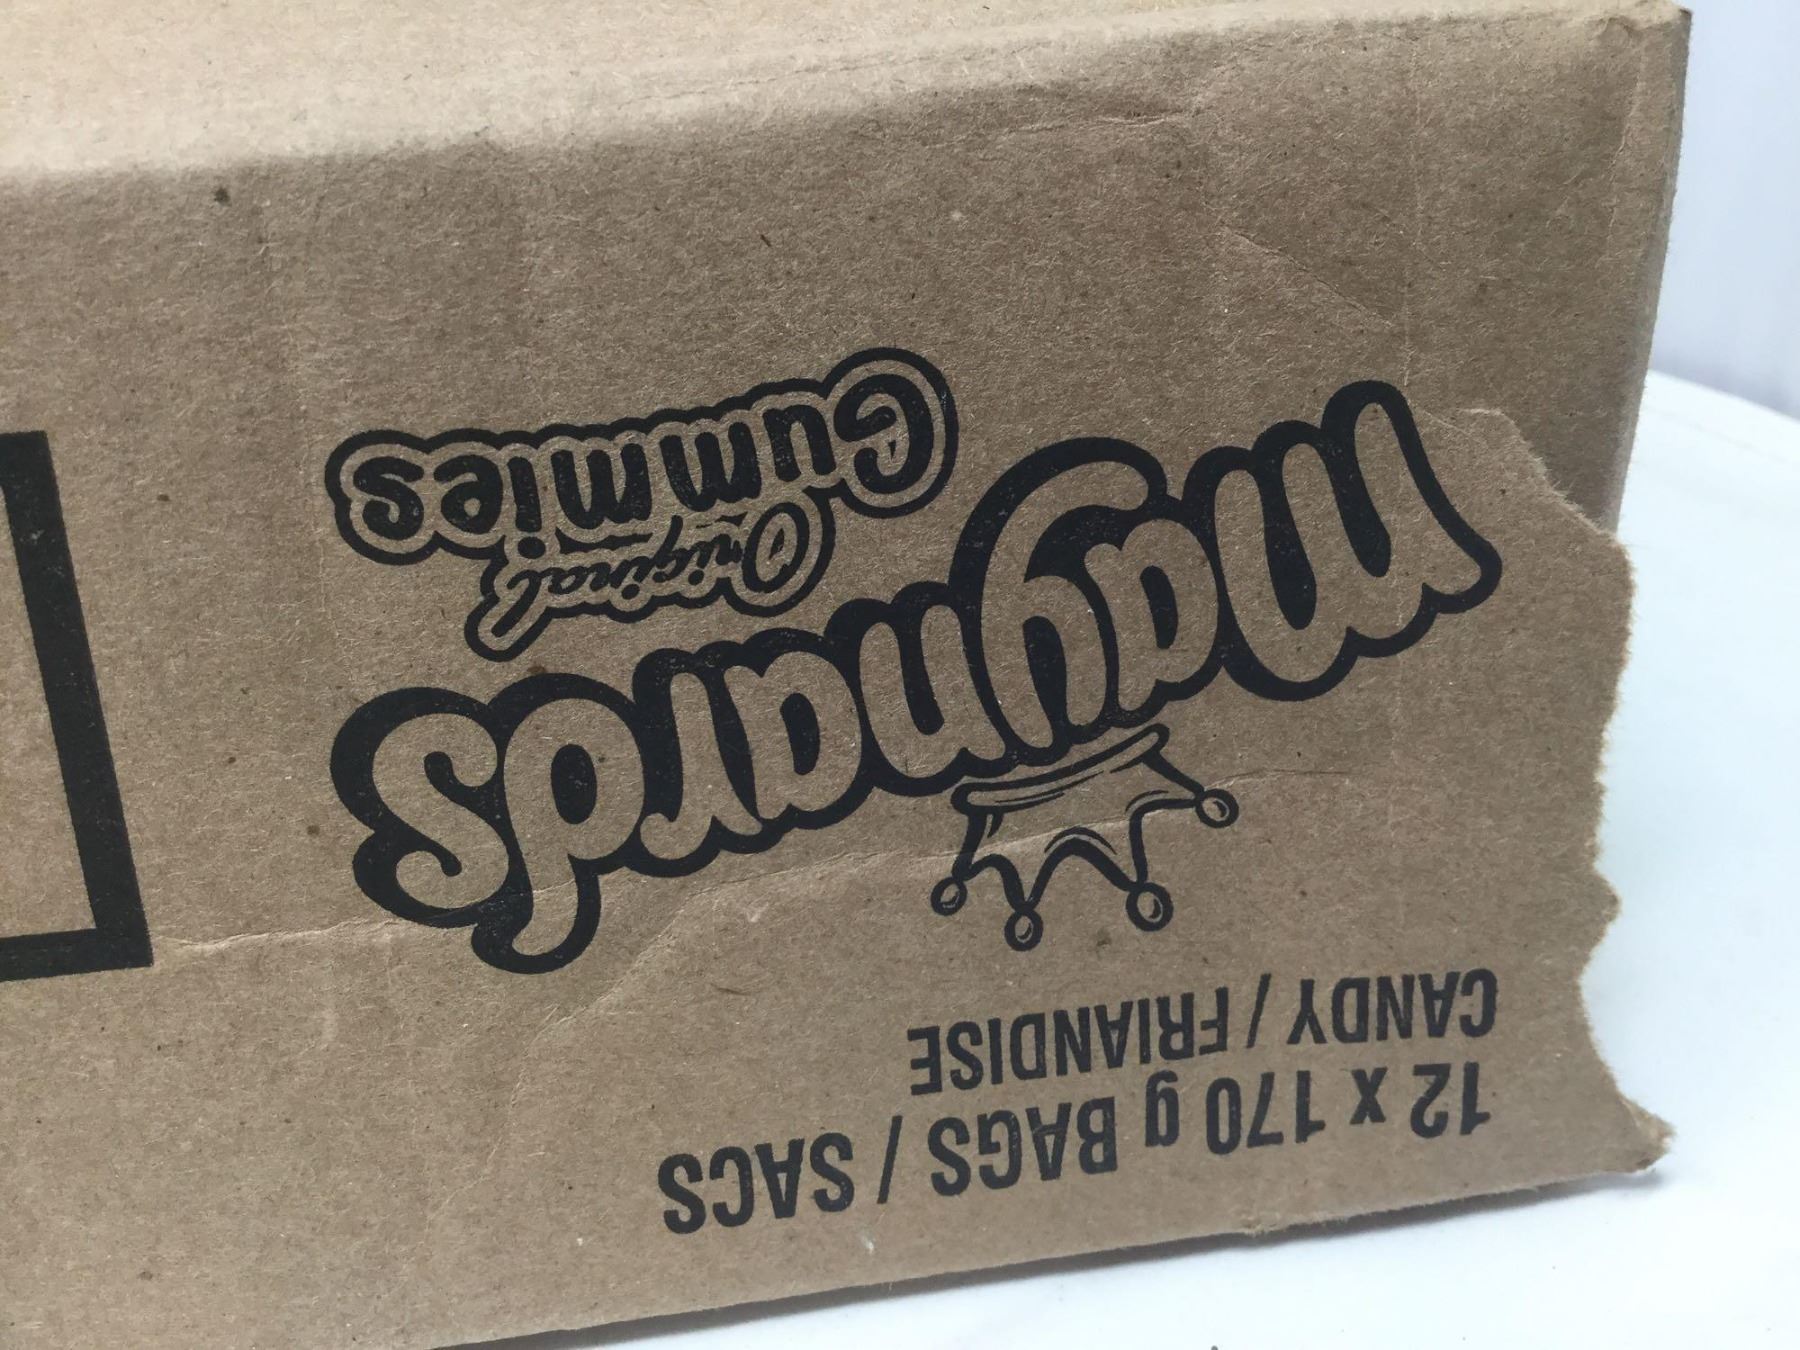 12 x 170 g BAGS / SACS
CANDY / FRIANDISE
Maynards
Original
Gummies